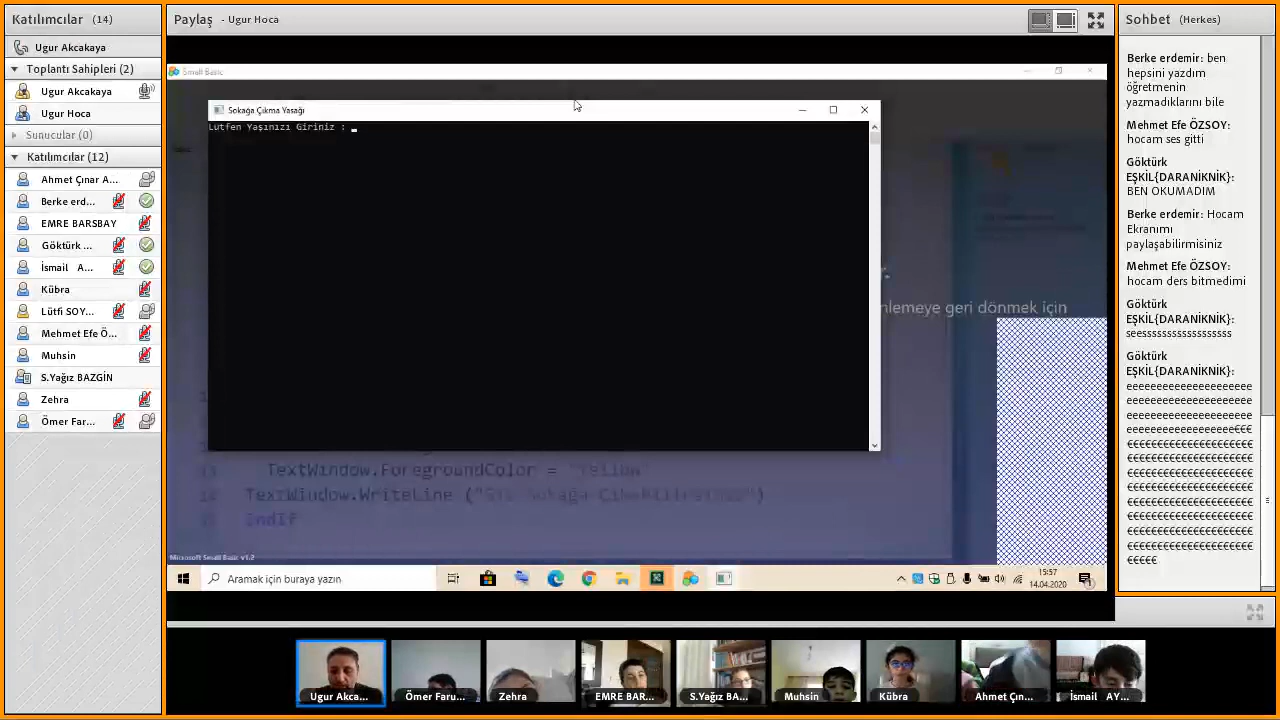 Katılımcılar (14)
Ugur Akcakaya
Toplantı Sahipleri (2)
Ugur Akcakaya
Ugur Hoca
Sunucular (0)
Katılımcılar (12)
Ahmet Çınar A...
Berke erd...
EMRE BARSBAY
Göktürk ...
İsmail A...
Kübra
Lütfi SOY...
Mehmet Efe Ö...
Muhsin
S.Yağız BAZGİN
Zehra
Ömer Far...
Paylaş - Ugur Hoca
Small Basic
Sokağa Çıkma Yasağı
Lütfen Yaşınızı Giriniz :
nlemeye geri dönmek için
TextWindow.ForegroundColor = "Yellow"
TextWindow.WriteLine ("Siz Sokağa Çıkabilirsiniz")
EndIf
Microsoft Small Basic v1.2
Aramak için buraya yazın
15:57
14.04.2020
Ugur Akca...
Ömer Faru...
Zehra
EMRE BAR...
S.Yağız BA...
Muhsin
Kübra
Ahmet Çın...
İsmail AY...
Sohbet (Herkes)
Berke erdemir: ben
hepsini yazdım
öğretmenin
yazmadıklarını bile
Mehmet Efe ÖZSOY:
hocam ses gitti
Göktürk
EŞKİL{DARANİKNİK}:
BEN OKUMADIM
Berke erdemir: Hocam
Ekranımı
paylaşabilirmisiniz
Mehmet Efe ÖZSOY:
hocam ders bitmedimi
Göktürk
EŞKİL{DARANİKNİK}:
seessssssssssssssssss
Göktürk
EŞKİL{DARANİKNİK}: